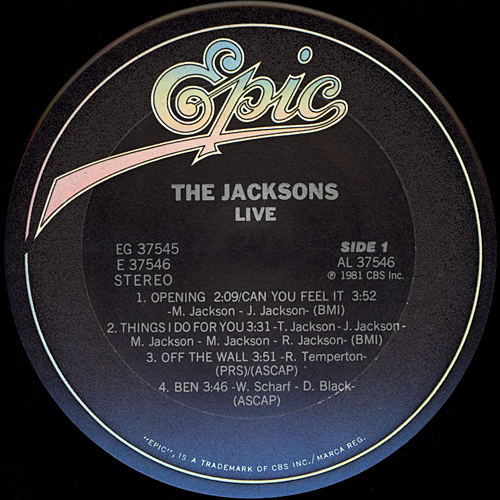 Epic
THE JACKSONS
LIVE
EG 37545
E 37546
STEREO
SIDE 1
AL 37546
℗ 1981 CBS Inc.
1. OPENING 2:09/CAN YOU FEEL IT 3:52
-M. Jackson - J. Jackson- (BMI)
2. THINGS I DO FOR YOU 3:31 -T. Jackson - J. Jackson-
M. Jackson - M. Jackson - R. Jackson- (BMI)
3. OFF THE WALL 3:51 -R. Temperton-
(PRS)/(ASCAP)
4. BEN 3:46 -W. Scharf - D. Black-
(ASCAP)
"EPIC", IS A TRADEMARK OF CBS INC./MARCA REG.